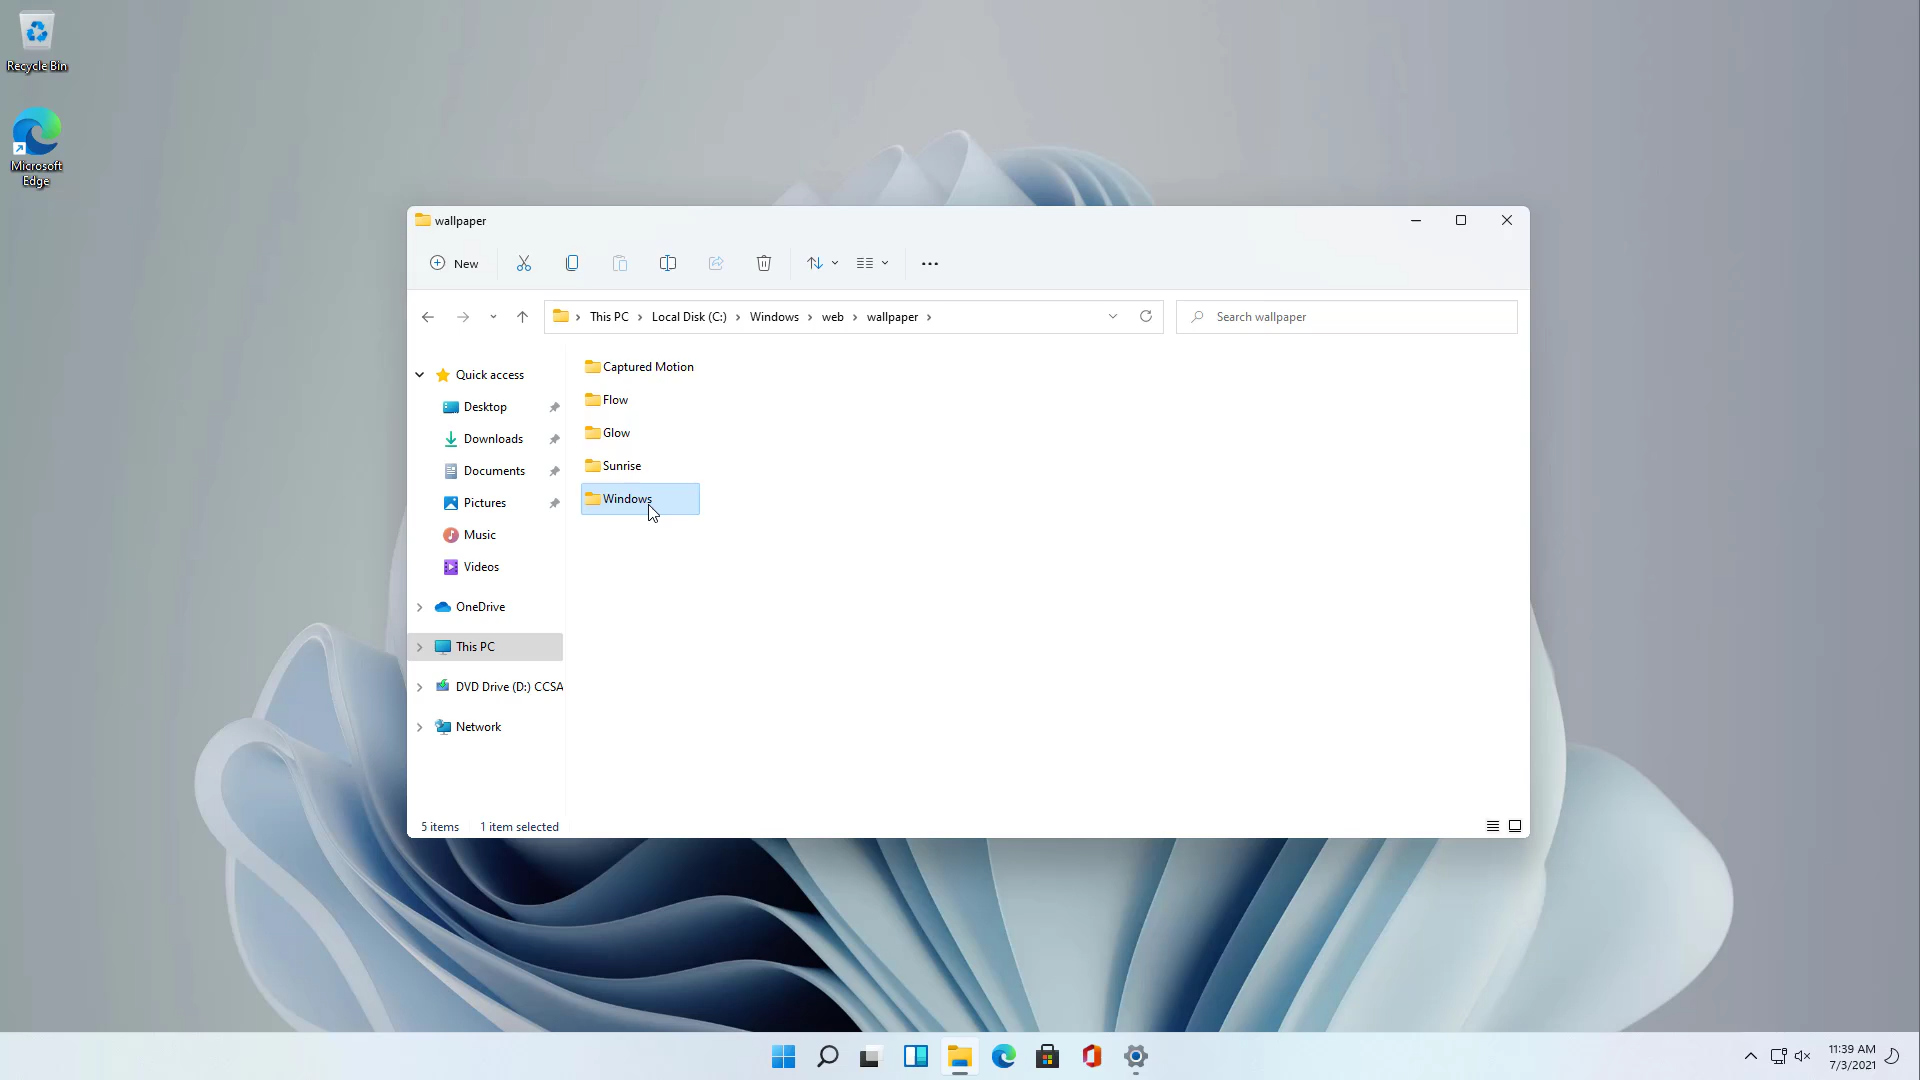 Recycle Bin
Microsoft
Edge
wallpaper
New
This PC
Local Disk (C:)
Windows
web
wallpaper
Search wallpaper
Quick access
Desktop
Downloads
Documents
Pictures
Music
Videos
OneDrive
This PC
DVD Drive (D:) CCSA
Network
Captured Motion
Flow
Glow
Sunrise
Windows
5 items
1 item selected
11:39 AM
7/3/2021